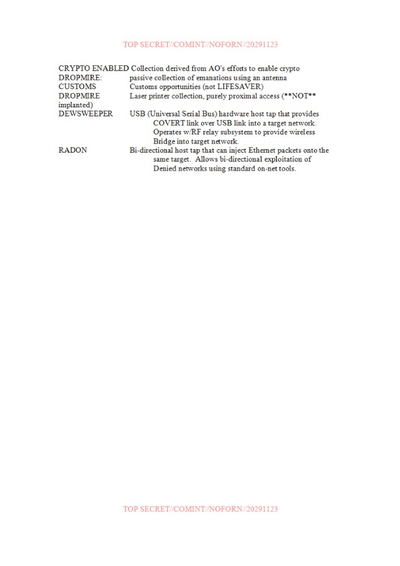 TOP SECRET//COMINT//NOFORN//20291123
CRYPTO ENABLED Collection derived from AO's efforts to enable crypto
DROPMIRE: passive collection of emanations using an antenna
CUSTOMS Customs opportunities (not LIFESAVER)
DROPMIRE Laser printer collection, purely proximal access (**NOT**
implanted)
DEWSWEEPER USB (Universal Serial Bus) hardware host tap that provides
COVERT link over USB link into a target network.
Operates w/RF relay subsystem to provide wireless
Bridge into target network.
RADON Bi-directional host tap that can inject Ethernet packets onto the
same target. Allows bi-directional exploitation of
Denied networks using standard on-net tools.
TOP SECRET//COMINT//NOFORN//20291123